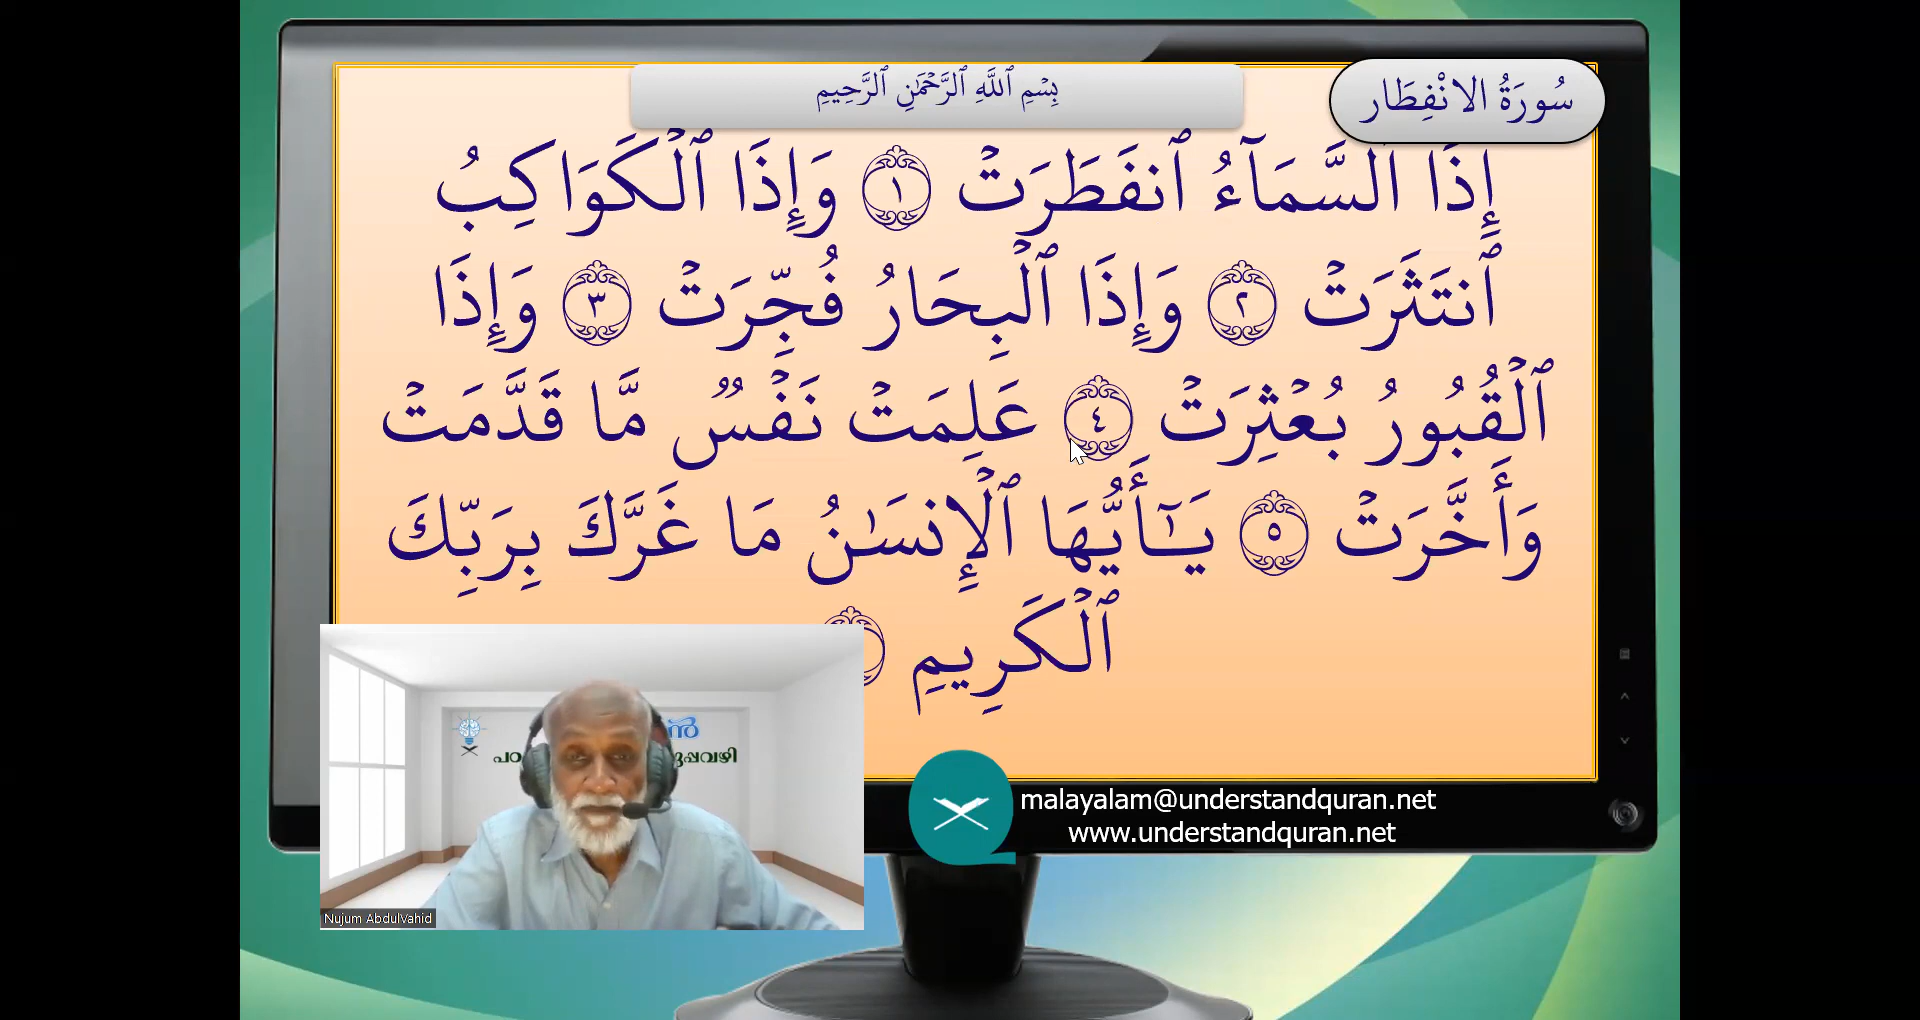 بِسۡمِ ٱللَّهِ ٱلرَّحۡمَٰنِ ٱلرَّحِيمِ
سُورَةُ الانْفِطَار
إِذَا ٱلسَّمَآءُ ٱنفَطَرَتۡ ١ وَإِذَا ٱلۡكَوَاكِبُ
ٱنتَثَرَتۡ ٢ وَإِذَا ٱلۡبِحَارُ فُجِّرَتۡ ٣ وَإِذَا
ٱلۡقُبُورُ بُعۡثِرَتۡ ٤ عَلِمَتۡ نَفۡسٞ مَّا قَدَّمَتۡ
وَأَخَّرَتۡ ٥ يَـٰٓأَيُّهَا ٱلۡإِنسَـٰنُ مَا غَرَّكَ بِرَبِّكَ
ٱلۡكَرِيمِ
Nujum AbdulVahid
malayalam@understandquran.net
www.understandquran.net